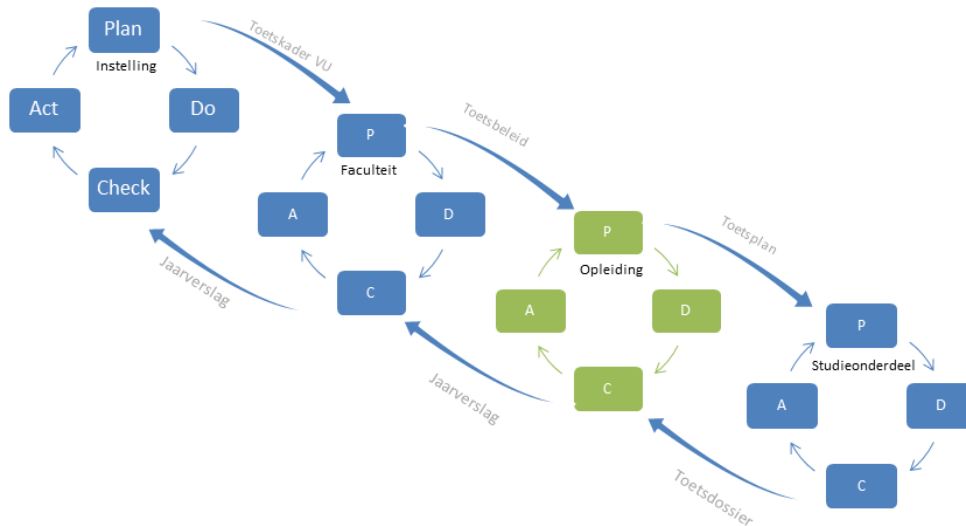 Plan
Instelling
Act
Do
Check
Toetskader VU
P
Faculteit
A
D
C
Jaarverslag
Toetsbeleid
P
Opleiding
A
D
C
Jaarverslag
Toetsplan
P
Studieonderdeel
A
D
C
Toetsdossier